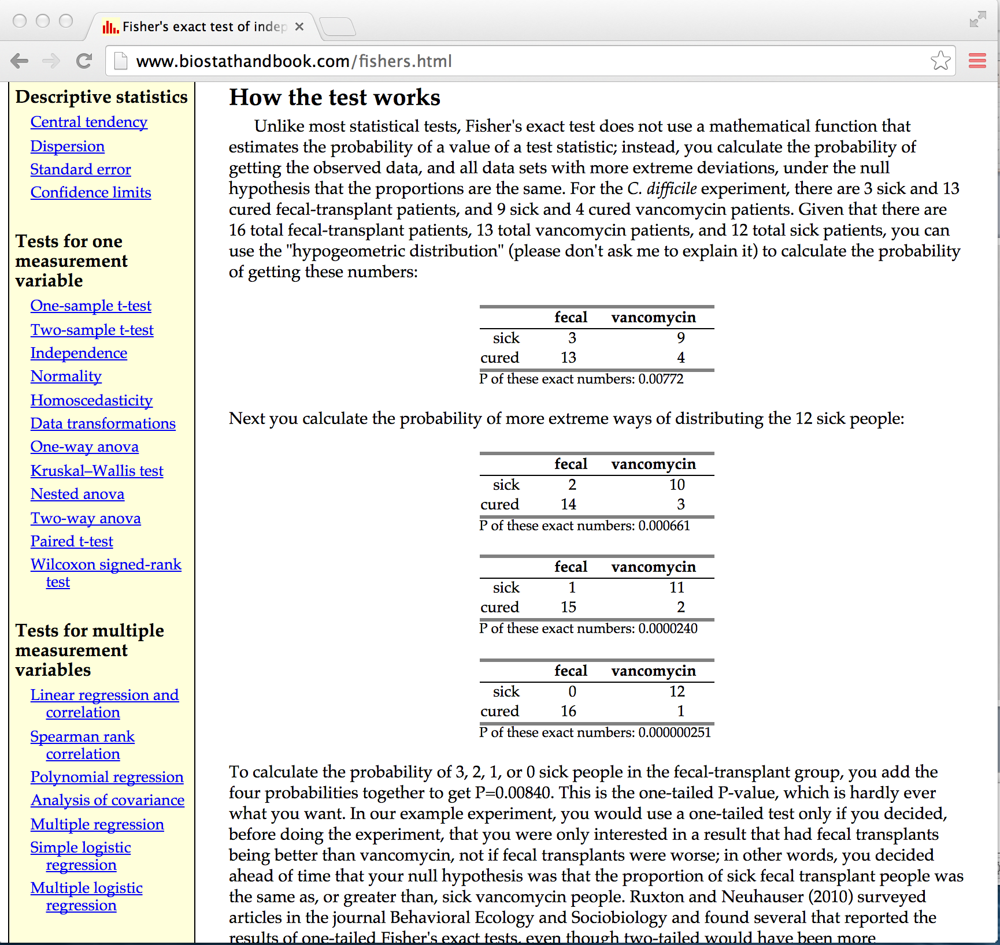 Fisher's exact test of indep
www.biostathandbook.com/fishers.html
Descriptive statistics
Central tendency
Dispersion
Standard error
Confidence limits
Tests for one
measurement
variable
One-sample t-test
Two-sample t-test
Independence
Normality
Homoscedasticity
Data transformations
One-way anova
Kruskal–Wallis test
Nested anova
Two-way anova
Paired t-test
Wilcoxon signed-rank
test
Tests for multiple
measurement
variables
Linear regression and
correlation
Spearman rank
correlation
Polynomial regression
Analysis of covariance
Multiple regression
Simple logistic
regression
Multiple logistic
regression
How the test works
Unlike most statistical tests, Fisher's exact test does not use a mathematical function that
estimates the probability of a value of a test statistic; instead, you calculate the probability of
getting the observed data, and all data sets with more extreme deviations, under the null
hypothesis that the proportions are the same. For the C. difficile experiment, there are 3 sick and 13
cured fecal-transplant patients, and 9 sick and 4 cured vancomycin patients. Given that there are
16 total fecal-transplant patients, 13 total vancomycin patients, and 12 total sick patients, you can
use the "hypogeometric distribution" (please don't ask me to explain it) to calculate the probability
of getting these numbers:
fecal vancomycin
sick 3 9
cured 13 4
P of these exact numbers: 0.00772
Next you calculate the probability of more extreme ways of distributing the 12 sick people:
fecal vancomycin
sick 2 10
cured 14 3
P of these exact numbers: 0.000661
fecal vancomycin
sick 1 11
cured 15 2
P of these exact numbers: 0.0000240
fecal vancomycin
sick 0 12
cured 16 1
P of these exact numbers: 0.000000251
To calculate the probability of 3, 2, 1, or 0 sick people in the fecal-transplant group, you add the
four probabilities together to get P=0.00840. This is the one-tailed P-value, which is hardly ever
what you want. In our example experiment, you would use a one-tailed test only if you decided,
before doing the experiment, that you were only interested in a result that had fecal transplants
being better than vancomycin, not if fecal transplants were worse; in other words, you decided
ahead of time that your null hypothesis was that the proportion of sick fecal transplant people was
the same as, or greater than, sick vancomycin people. Ruxton and Neuhauser (2010) surveyed
articles in the journal Behavioral Ecology and Sociobiology and found several that reported the
results of one-tailed Fisher's exact tests, even though two-tailed would have been more